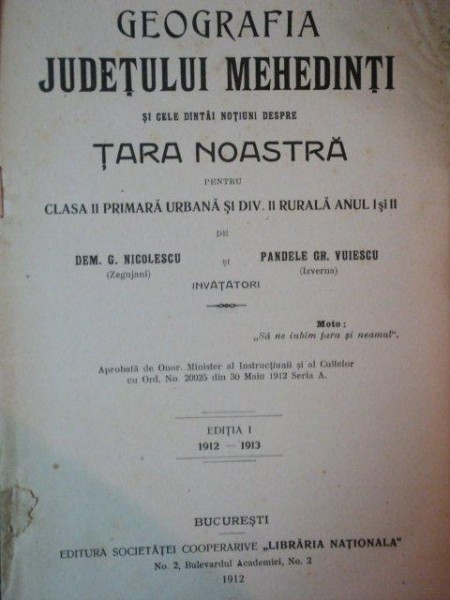 GEOGRAFIA
JUDEȚULUI MEHEDINȚI
ȘI CELE DINTÂI NOȚIUNI DESPRE
ȚARA NOASTRĂ
PENTRU
CLASA II PRIMARĂ URBANĂ ȘI DIV. II RURALĂ ANUL I și II
DE
DEM. G. NICOLESCU
(Zegujani)
și
PANDELE GR. VUIESCU
(Izverna)
INVĂȚĂTORI
Moto:
„Să ne iubim țara și neamul".
Aprobată de Onor. Minister al Instrucțiunii și al Cultelor
cu Ord. No. 20025 din 30 Maiu 1912 Seria A.
EDIȚIA I
1912 — 1913
BUCUREȘTI
EDITURA SOCIETĂȚEI COOPERARIVE „LIBRĂRIA NAȚIONALA"
No. 2, Bulevardul Academiei, No. 2
1912